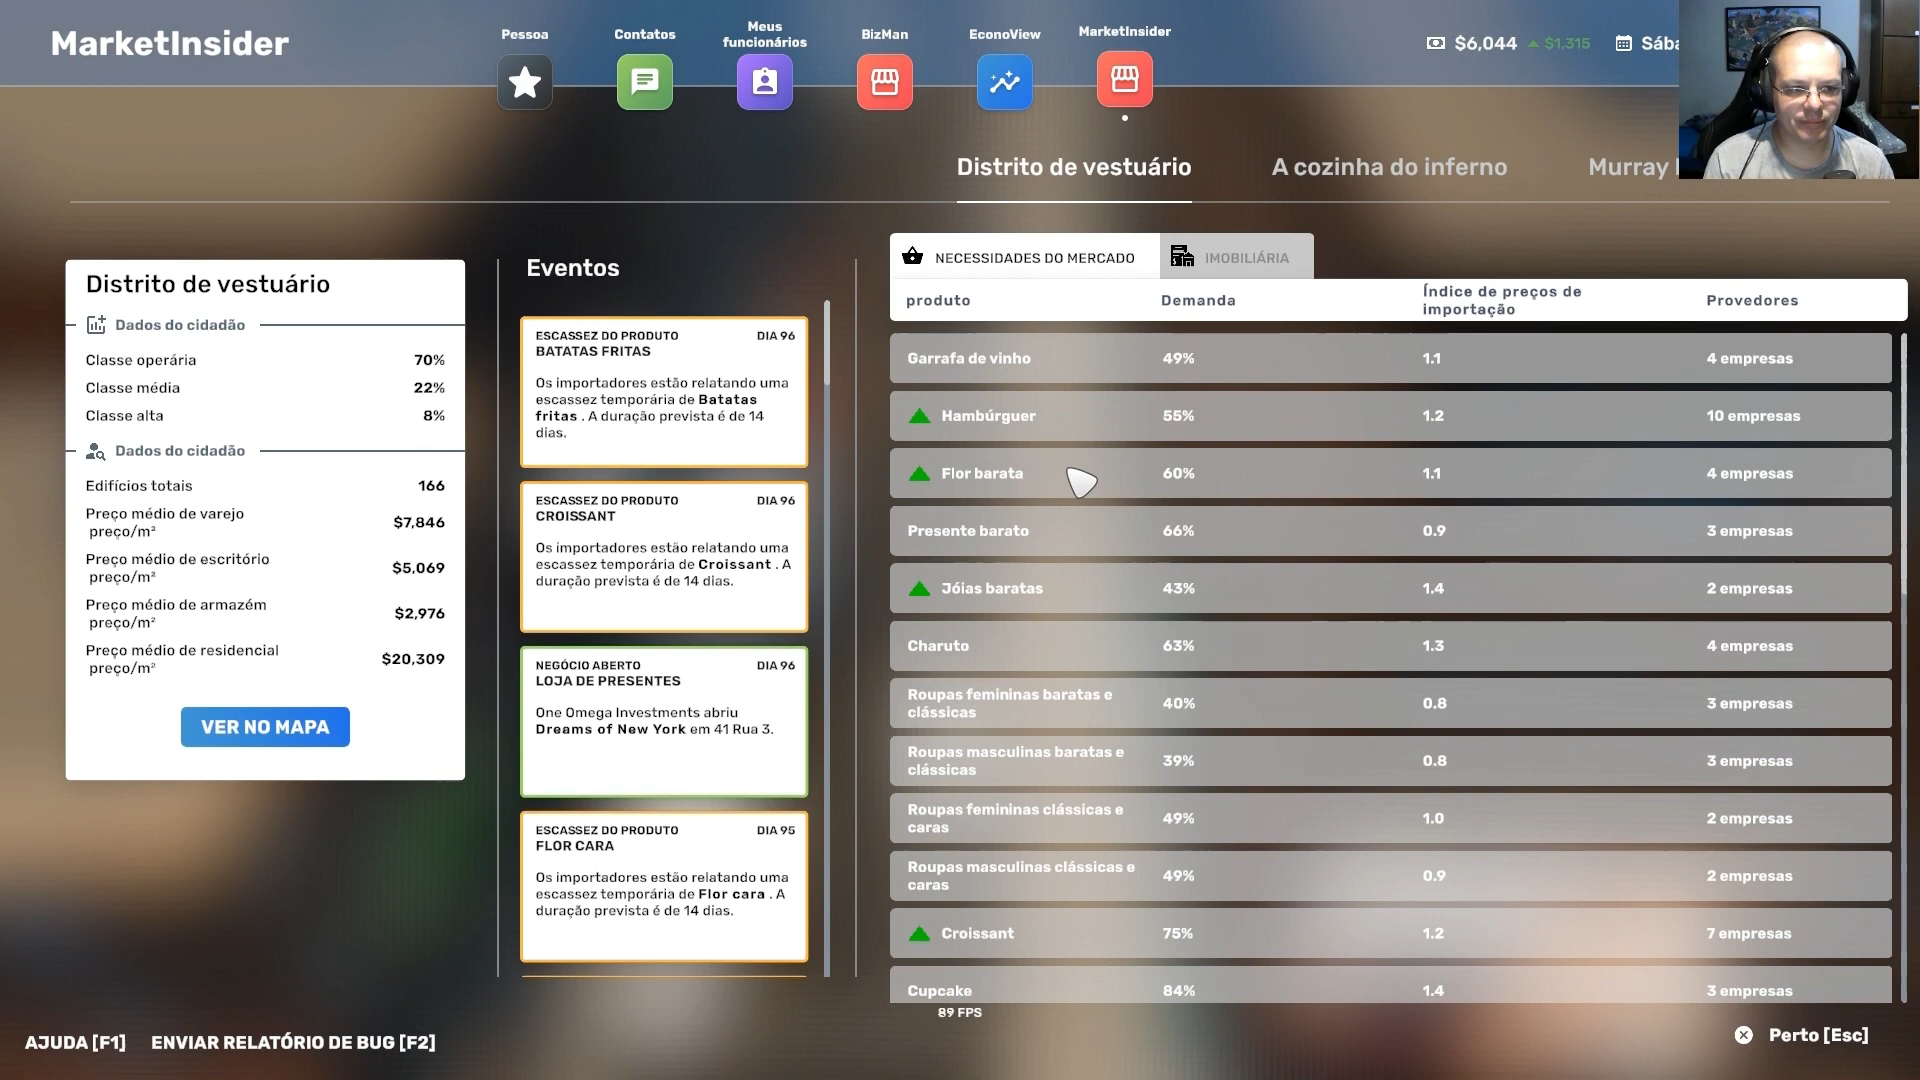 MarketInsider
Pessoa
Contatos
Meus
funcionários
BizMan
EconoView
MarketInsider
$6,044
$1,315
Sába
Distrito de vestuário
A cozinha do inferno
Murray
Distrito de vestuário
Dados do cidadão
Classe operária 70%
Classe média 22%
Classe alta 8%
Dados do cidadão
Edifícios totais 166
Preço médio de varejo
preço/m² $7,846
Preço médio de escritório
preço/m² $5,069
Preço médio de armazém
preço/m² $2,976
Preço médio de residencial
preço/m² $20,309
VER NO MAPA
Eventos
ESCASSEZ DO PRODUTO DIA 96
BATATAS FRITAS
Os importadores estão relatando uma
escassez temporária de Batatas
fritas . A duração prevista é de 14
dias.
ESCASSEZ DO PRODUTO DIA 96
CROISSANT
Os importadores estão relatando uma
escassez temporária de Croissant . A
duração prevista é de 14 dias.
NEGÓCIO ABERTO DIA 96
LOJA DE PRESENTES
One Omega Investments abriu
Dreams of New York em 41 Rua 3.
ESCASSEZ DO PRODUTO DIA 95
FLOR CARA
Os importadores estão relatando uma
escassez temporária de Flor cara . A
duração prevista é de 14 dias.
NECESSIDADES DO MERCADO
IMOBILIÁRIA
produto Demanda Índice de preços de
importação Provedores
Garrafa de vinho 49% 1.1 4 empresas
Hambúrguer 55% 1.2 10 empresas
Flor barata 60% 1.1 4 empresas
Presente barato 66% 0.9 3 empresas
Jóias baratas 43% 1.4 2 empresas
Charuto 63% 1.3 4 empresas
Roupas femininas baratas e
clássicas 40% 0.8 3 empresas
Roupas masculinas baratas e
clássicas 39% 0.8 3 empresas
Roupas femininas clássicas e
caras 49% 1.0 2 empresas
Roupas masculinas clássicas e
caras 49% 0.9 2 empresas
Croissant 75% 1.2 7 empresas
Cupcake 84% 1.4 3 empresas
89 FPS
AJUDA [F1]
ENVIAR RELATÓRIO DE BUG [F2]
Perto [Esc]